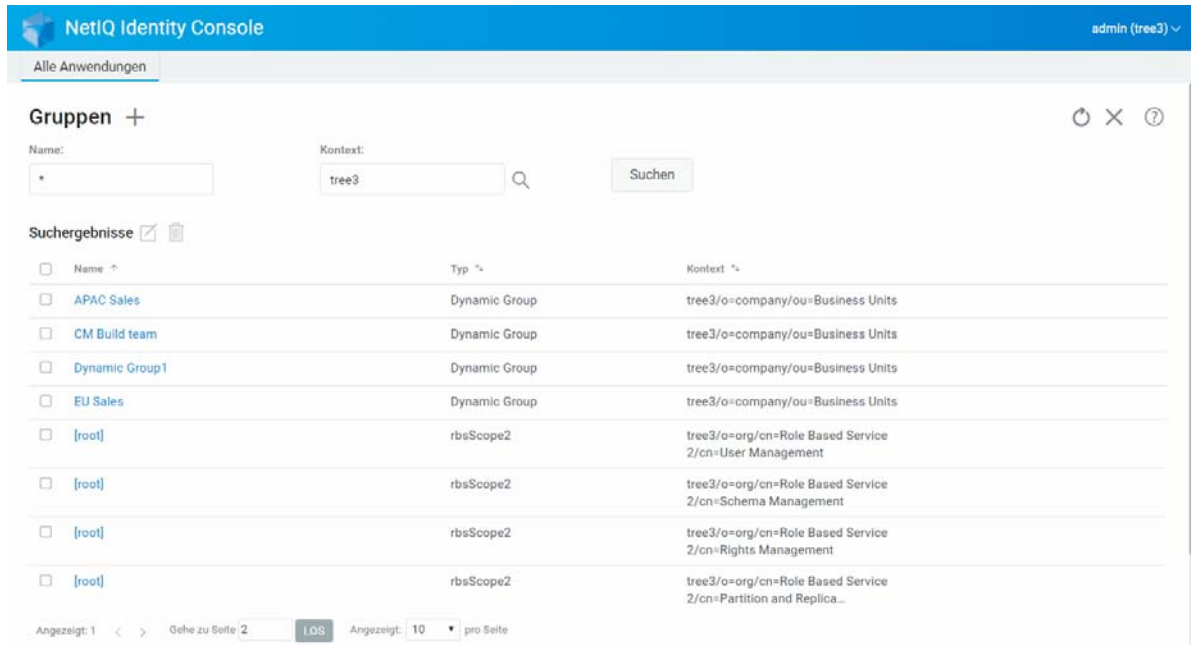 NetIQ Identity Console
admin (tree3)
Alle Anwendungen
Gruppen
Name:
Kontext:
*
tree3
Suchen
Suchergebnisse
Name Typ Kontext
APAC Sales Dynamic Group tree3/o=company/ou=Business Units
CM Build team Dynamic Group tree3/o=company/ou=Business Units
Dynamic Group1 Dynamic Group tree3/o=company/ou=Business Units
EU Sales Dynamic Group tree3/o=company/ou=Business Units
[root] rbsScope2 tree3/o=org/cn=Role Based Service
2/cn=User Management
[root] rbsScope2 tree3/o=org/cn=Role Based Service
2/cn=Schema Management
[root] rbsScope2 tree3/o=org/cn=Role Based Service
2/cn=Rights Management
[root] rbsScope2 tree3/o=org/cn=Role Based Service
2/cn=Partition and Replica...
Angezeigt: 1 < > Gehe zu Seite 2 LOS Angezeigt: 10 pro Seite